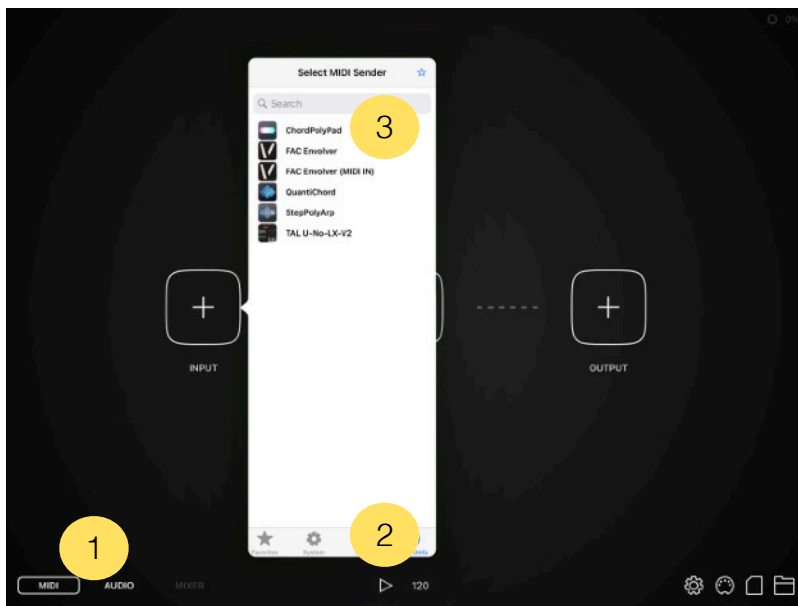 Select MIDI Sender
Search
3
ChordPolyPad
FAC Envolver
FAC Envolver (MIDI IN)
QuantiChord
StepPolyArp
TAL U-No-LX-V2
INPUT
OUTPUT
2
Favorites
System
1
MIDI
AUDIO
MIXER
120